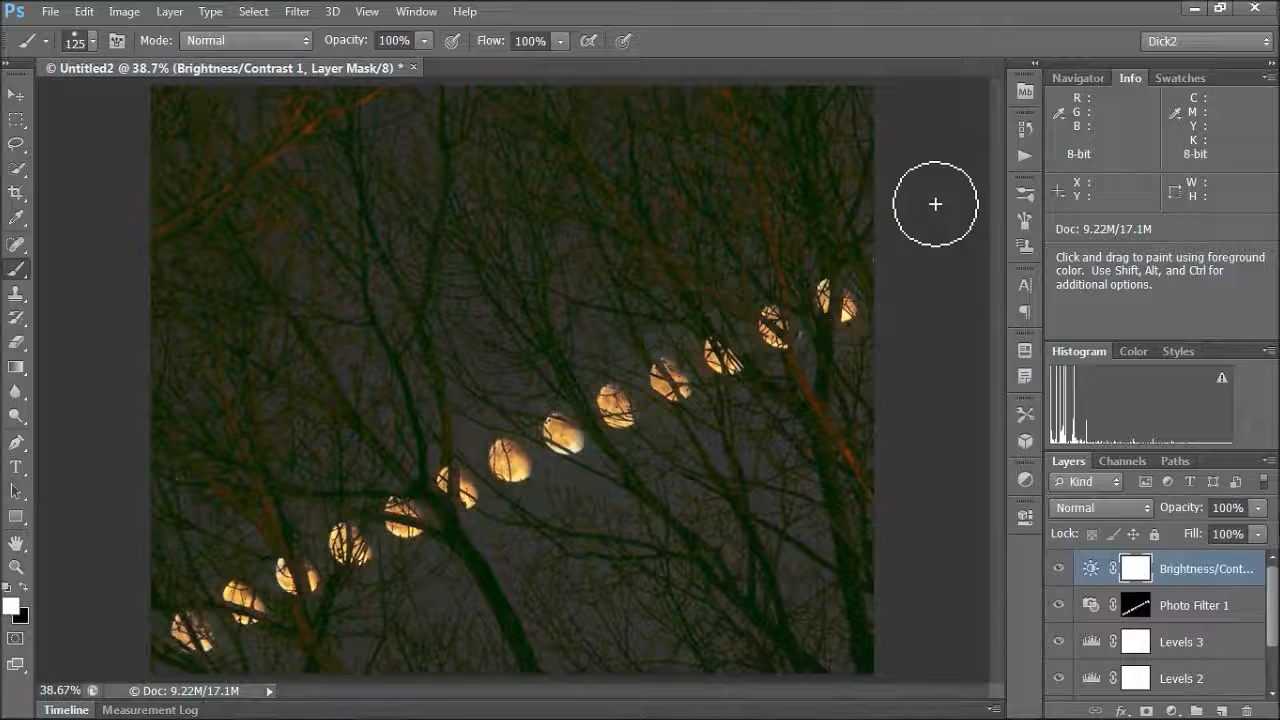 Ps File Edit Image Layer Type Select Filter 3D View Window Help
125 Mode: Normal Opacity: 100% Flow: 100% Dick2
© Untitled2 @ 38.7% (Brightness/Contrast 1, Layer Mask/8) * ×
Navigator Info Swatches
Mb
R : C :
G : M :
B : Y :
K :
8-bit 8-bit
X : W :
Y : H :
Doc: 9.22M/17.1M
Click and drag to paint using foreground
color. Use Shift, Alt, and Ctrl for
additional options.
Histogram Color Styles
Layers Channels Paths
Kind
Normal Opacity: 100%
Lock: Fill: 100%
Brightness/Cont...
Photo Filter 1
Levels 3
Levels 2
fx
38.67% © Doc: 9.22M/17.1M
Timeline Measurement Log